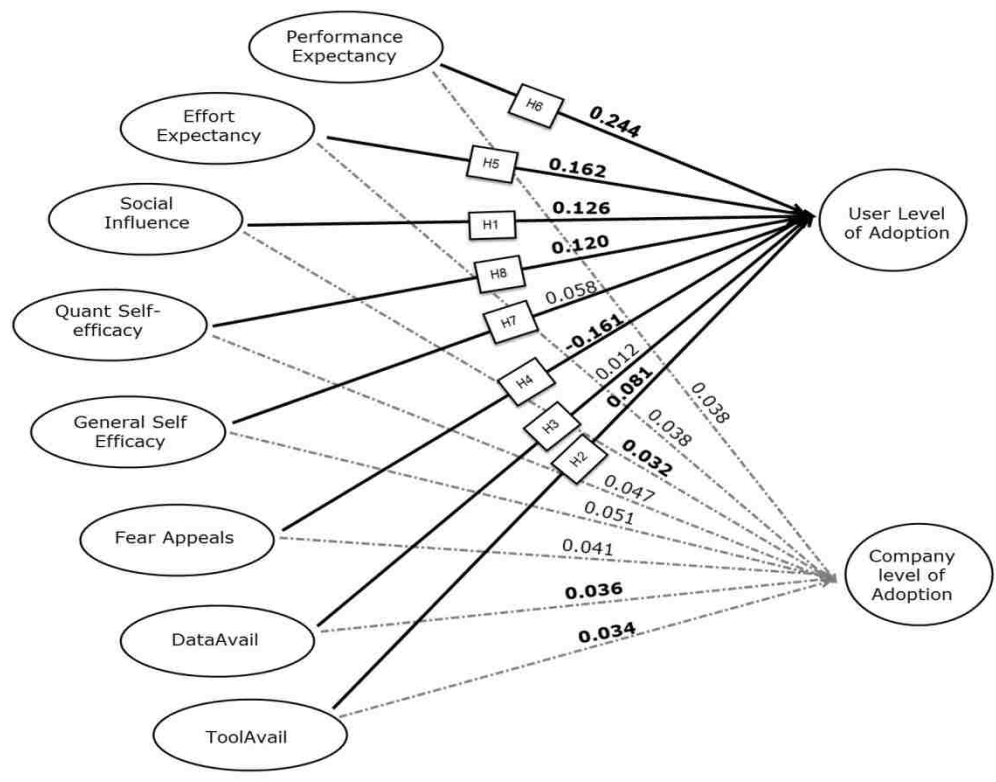 Performance
Expectancy
Effort
Expectancy
Social
Influence
Quant Self-
efficacy
General Self
Efficacy
Fear Appeals
DataAvail
ToolAvail
H6
0.244
H5
0.162
H1
0.126
H8
0.120
H7
0.058
H4
-0.161
H3
0.012
H2
0.081
0.038
0.038
0.032
0.047
0.051
0.041
0.036
0.034
User Level
of Adoption
Company
level of
Adoption